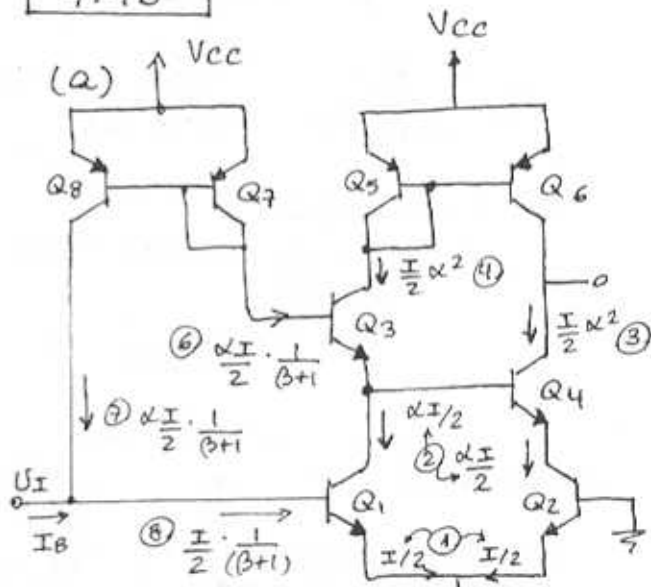 Vcc
Vcc
(a)
Q8
Q7
Q5
Q6
I/2 α² ④
Q3
I/2 α² ③
⑥ αI/2 · 1/(β+1)
Q4
⑦ αI/2 · 1/(β+1)
αI/2
② αI/2
υI
IB
Q1
Q2
⑧ I/2 · 1/(β+1)
I/2 ① I/2